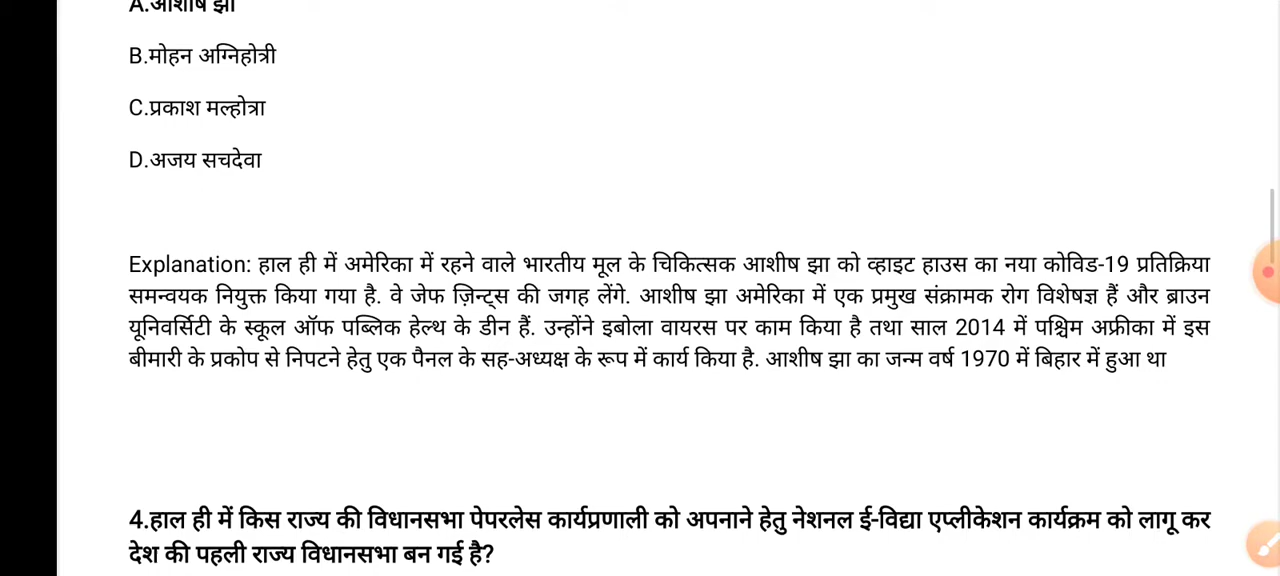 A.आशीष झा
B.मोहन अग्निहोत्री
C.प्रकाश मल्होत्रा
D.अजय सचदेवा
Explanation: हाल ही में अमेरिका में रहने वाले भारतीय मूल के चिकित्सक आशीष झा को व्हाइट हाउस का नया कोविड-19 प्रतिक्रिया
समन्वयक नियुक्त किया गया है. वे जेफ ज़िन्ट्स की जगह लेंगे. आशीष झा अमेरिका में एक प्रमुख संक्रामक रोग विशेषज्ञ हैं और ब्राउन
यूनिवर्सिटी के स्कूल ऑफ पब्लिक हेल्थ के डीन हैं. उन्होंने इबोला वायरस पर काम किया है तथा साल 2014 में पश्चिम अफ्रीका में इस
बीमारी के प्रकोप से निपटने हेतु एक पैनल के सह-अध्यक्ष के रूप में कार्य किया है. आशीष झा का जन्म वर्ष 1970 में बिहार में हुआ था
4.हाल ही में किस राज्य की विधानसभा पेपरलेस कार्यप्रणाली को अपनाने हेतु नेशनल ई-विद्या एप्लीकेशन कार्यक्रम को लागू कर
देश की पहली राज्य विधानसभा बन गई है?